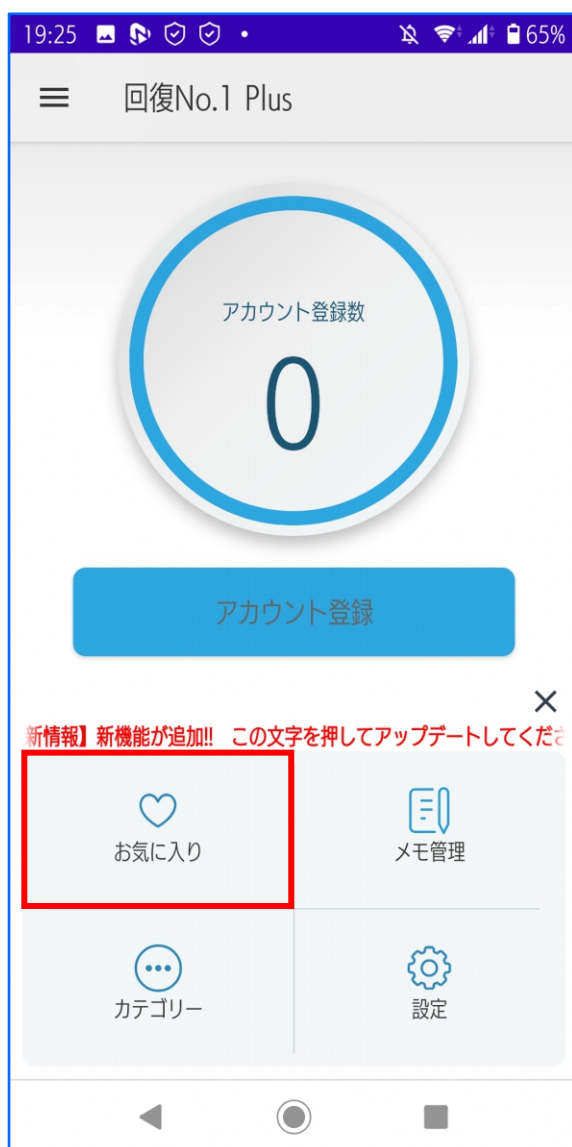 19:25
65%
回復No.1 Plus
アカウント登録数
0
アカウント登録
新情報】新機能が追加!! この文字を押してアップデートしてくださ
お気に入り
メモ管理
カテゴリー
設定